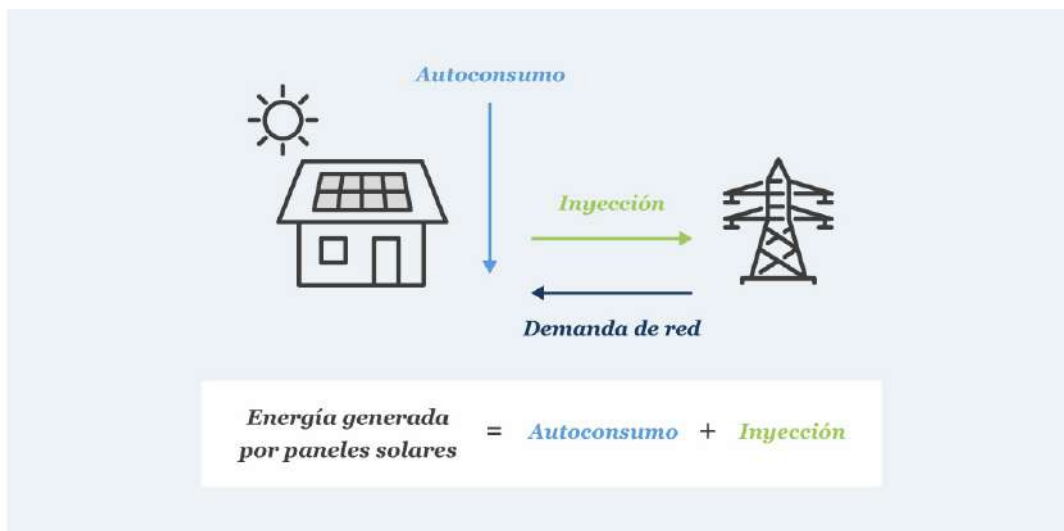 Autoconsumo
Inyección
Demanda de red
Energía generada
por paneles solares = Autoconsumo + Inyección